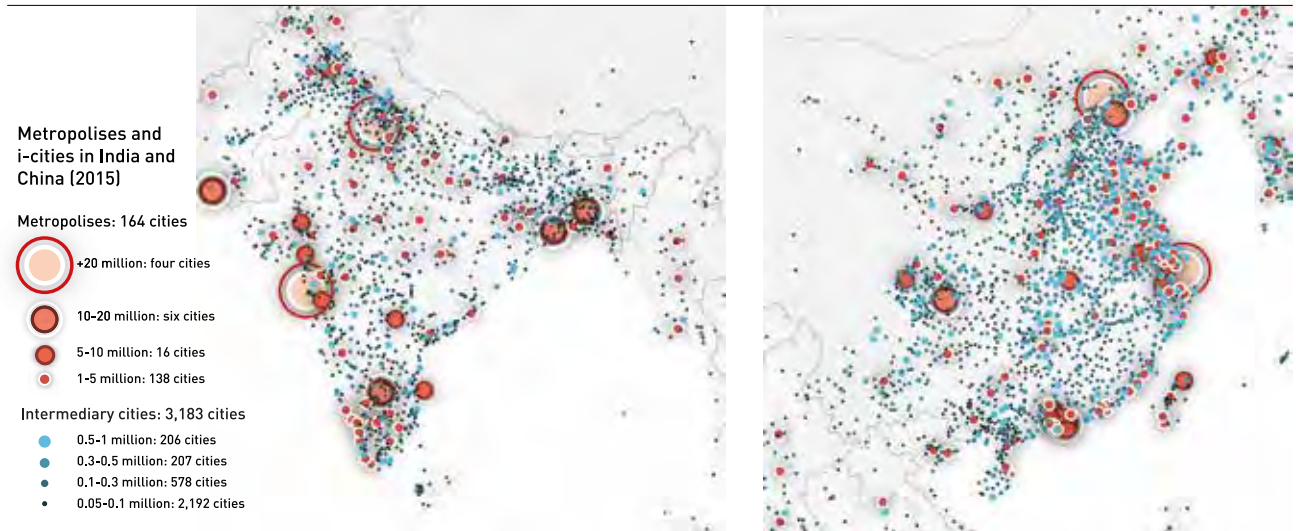 Metropolises and
i-cities in India and
China (2015)
Metropolises: 164 cities
+20 million: four cities
10-20 million: six cities
5-10 million: 16 cities
1-5 million: 138 cities
Intermediary cities: 3,183 cities
0.5-1 million: 206 cities
0.3-0.5 million: 207 cities
0.1-0.3 million: 578 cities
0.05-0.1 million: 2,192 cities